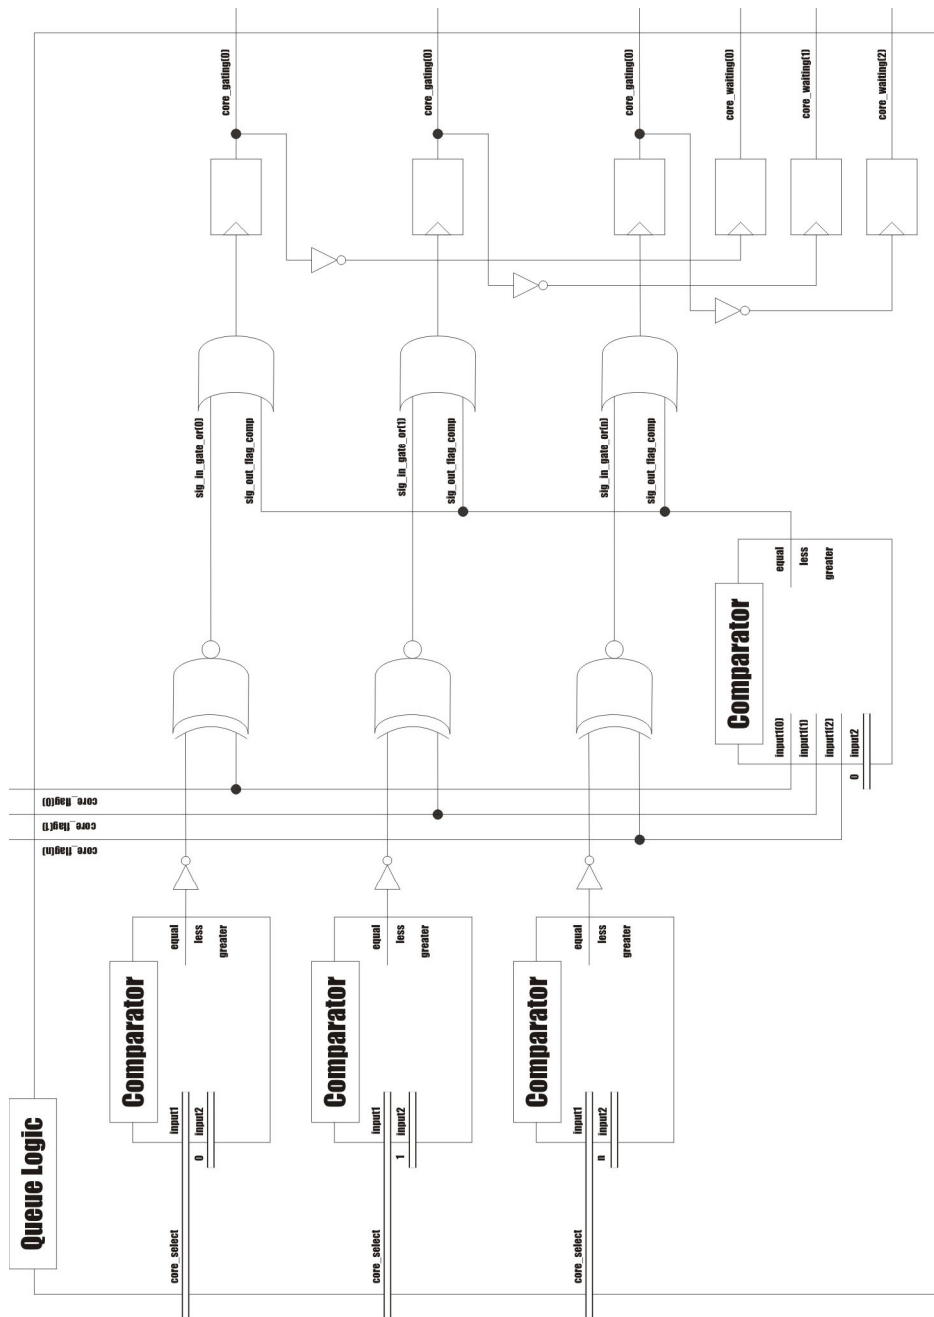 Queue Logic
core_flag(0)
core_flag(1)
core_flag(n)
Comparator
core_select
input1
equal
0
input2
less
greater
sig_in_gate_or(0)
sig_out_flag_comp
core_gating(0)
Comparator
core_select
input1
equal
1
input2
less
greater
sig_in_gate_or(1)
sig_out_flag_comp
core_gating(0)
Comparator
core_select
input1
equal
n
input2
less
greater
sig_in_gate_or(n)
sig_out_flag_comp
core_gating(0)
Comparator
input1(0)
equal
input1(1)
less
input1(2)
greater
0
input2
core_waiting(0)
core_waiting(1)
core_waiting(2)